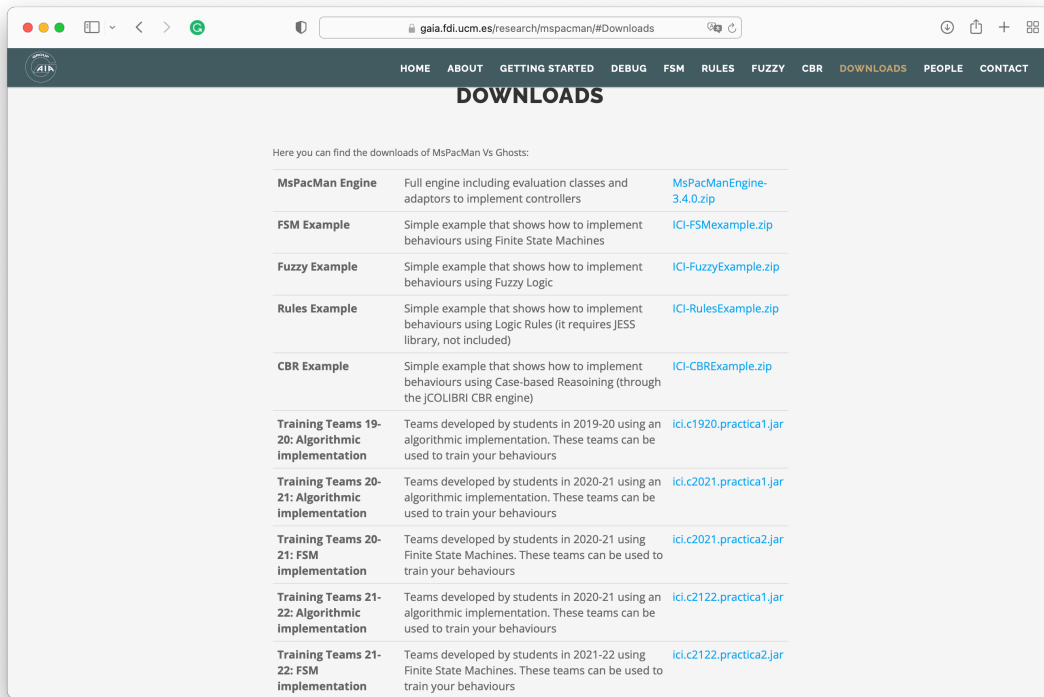 gaia.fdi.ucm.es/research/mspacman/#Downloads
AIA
HOME ABOUT GETTING STARTED DEBUG FSM RULES FUZZY CBR DOWNLOADS PEOPLE CONTACT
DOWNLOADS
Here you can find the downloads of MsPacMan Vs Ghosts:
MsPacMan Engine
Full engine including evaluation classes and
adaptors to implement controllers
MsPacManEngine-
3.4.0.zip
FSM Example
Simple example that shows how to implement
behaviours using Finite State Machines
ICI-FSMexample.zip
Fuzzy Example
Simple example that shows how to implement
behaviours using Fuzzy Logic
ICI-FuzzyExample.zip
Rules Example
Simple example that shows how to implement
behaviours using Logic Rules (it requires JESS
library, not included)
ICI-RulesExample.zip
CBR Example
Simple example that shows how to implement
behaviours using Case-based Reasoining (through
the jCOLIBRI CBR engine)
ICI-CBRExample.zip
Training Teams 19-
20: Algorithmic
implementation
Teams developed by students in 2019-20 using an
algorithmic implementation. These teams can be
used to train your behaviours
ici.c1920.practica1.jar
Training Teams 20-
21: Algorithmic
implementation
Teams developed by students in 2020-21 using an
algorithmic implementation. These teams can be
used to train your behaviours
ici.c2021.practica1.jar
Training Teams 20-
21: FSM
implementation
Teams developed by students in 2020-21 using
Finite State Machines. These teams can be used to
train your behaviours
ici.c2021.practica2.jar
Training Teams 21-
22: Algorithmic
implementation
Teams developed by students in 2020-21 using an
algorithmic implementation. These teams can be
used to train your behaviours
ici.c2122.practica1.jar
Training Teams 21-
22: FSM
implementation
Teams developed by students in 2021-22 using
Finite State Machines. These teams can be used to
train your behaviours
ici.c2122.practica2.jar